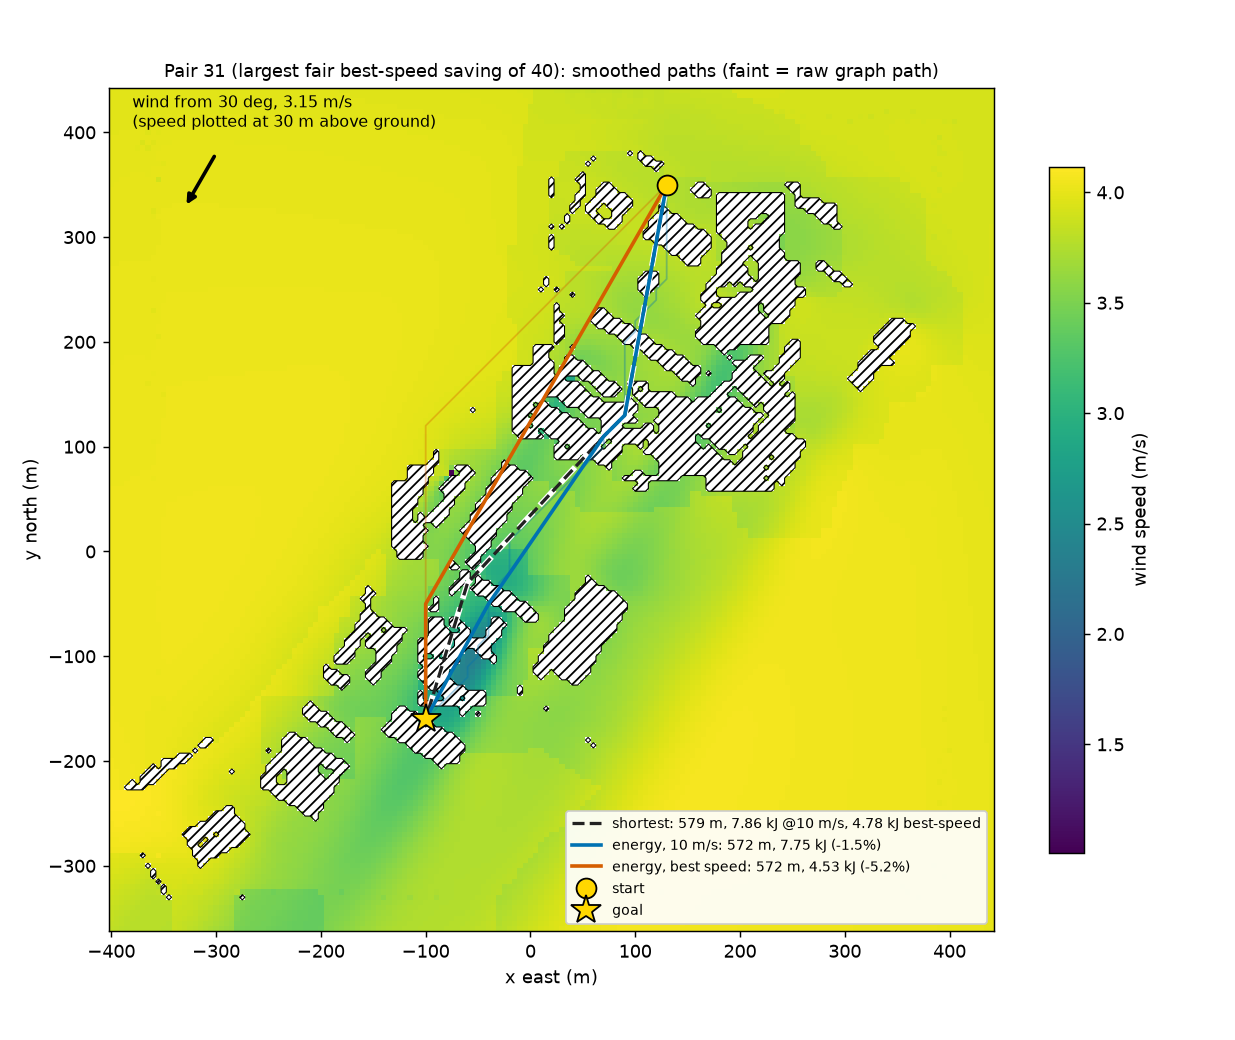 Pair 31 (largest fair best-speed saving of 40): smoothed paths (faint = raw graph path)
wind from 30 deg, 3.15 m/s
(speed plotted at 30 m above ground)
y north (m)
400
300
200
100
0
−100
−200
−300
−400
−300
−200
−100
0
100
200
300
400
x east (m)
shortest: 579 m, 7.86 kJ @10 m/s, 4.78 kJ best-speed
energy, 10 m/s: 572 m, 7.75 kJ (-1.5%)
energy, best speed: 572 m, 4.53 kJ (-5.2%)
start
goal
4.0
3.5
3.0
2.5
2.0
1.5
wind speed (m/s)